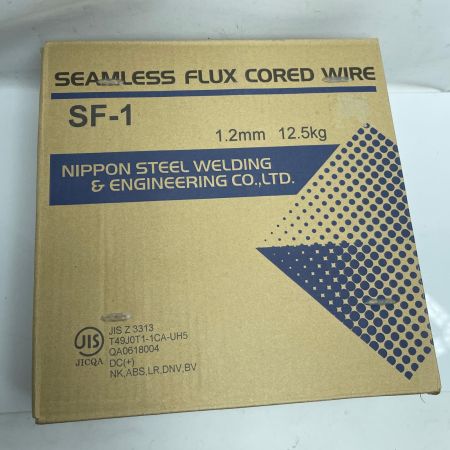 SEAMLESS FLUX CORED WIRE
SF-1
1.2mm 12.5kg
NIPPON STEEL WELDING
& ENGINEERING CO.,LTD.
JIS
JICQA
JIS Z 3313
T49J0T1-1CA-UH5
QA0618004
DC(+)
NK,ABS,LR,DNV,BV